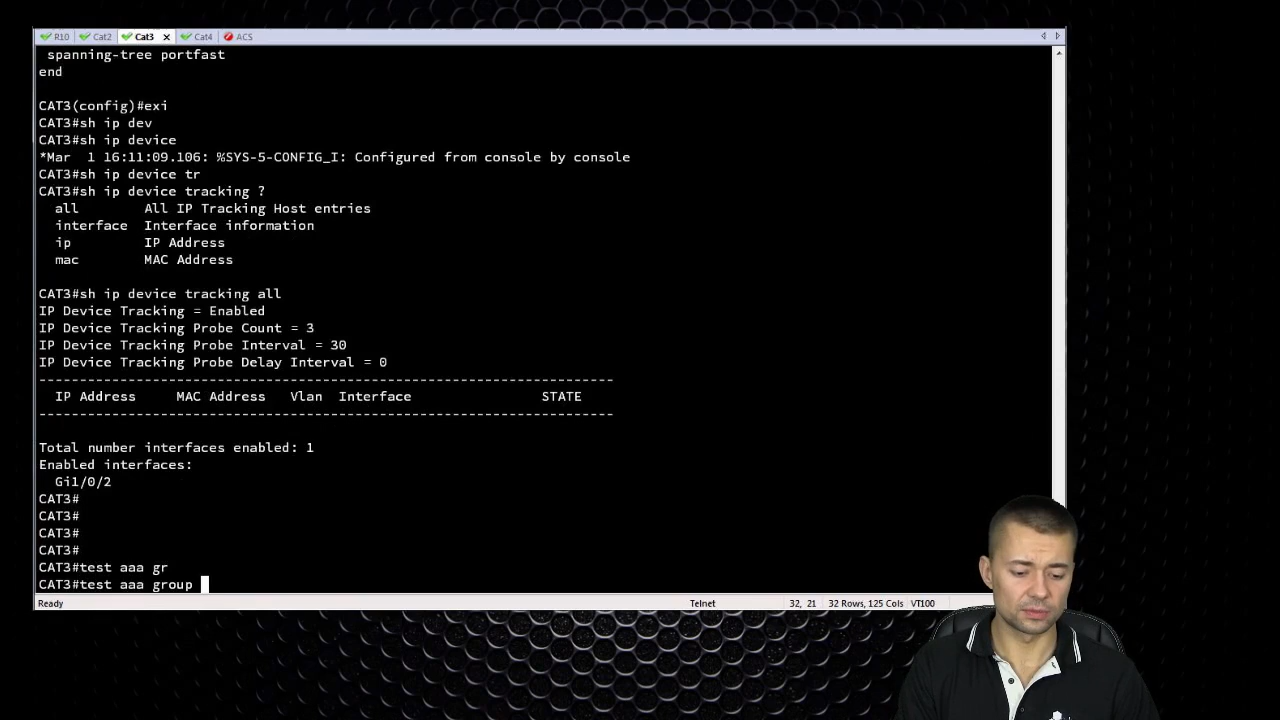 R10 Cat2 Cat3 x Cat4 ACS
spanning-tree portfast
end
CAT3(config)#exi
CAT3#sh ip dev
CAT3#sh ip device
*Mar  1 16:11:09.106: %SYS-5-CONFIG_I: Configured from console by console
CAT3#sh ip device tr
CAT3#sh ip device tracking ?
all        All IP Tracking Host entries
interface  Interface information
ip         IP Address
mac        MAC Address
CAT3#sh ip device tracking all
IP Device Tracking = Enabled
IP Device Tracking Probe Count = 3
IP Device Tracking Probe Interval = 30
IP Device Tracking Probe Delay Interval = 0
-----------------------------------------------------------------------
IP Address     MAC Address   Vlan  Interface                STATE
-----------------------------------------------------------------------
Total number interfaces enabled: 1
Enabled interfaces:
Gi1/0/2
CAT3#
CAT3#
CAT3#
CAT3#
CAT3#test aaa gr
CAT3#test aaa group
Ready Telnet 32, 21 32 Rows, 125 Cols VT100